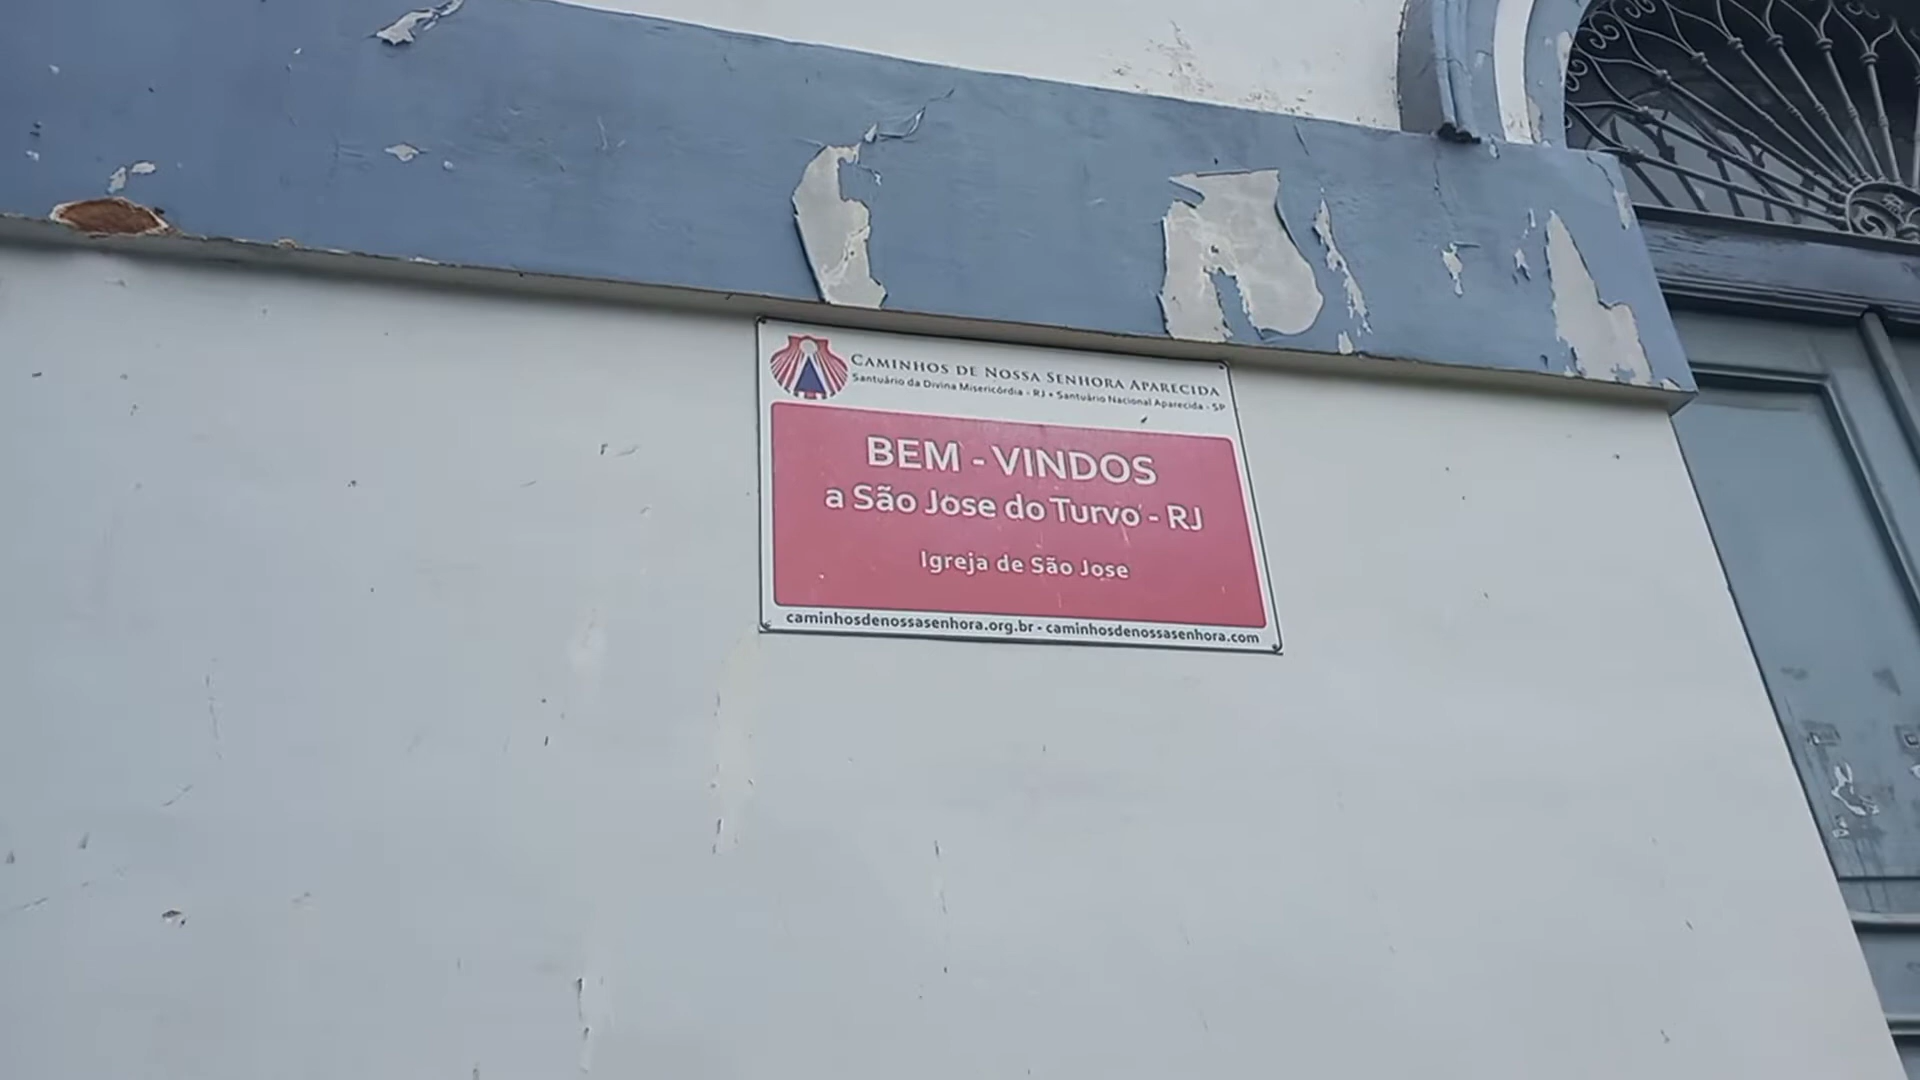 CAMINHOS DE NOSSA SENHORA APARECIDA
Santuário da Divina Misericórdia - RJ • Santuário Nacional Aparecida - SP
BEM - VINDOS
a São Jose do Turvo - RJ
Igreja de São Jose
caminhosdenossasenhora.org.br - caminhosdenossasenhora.com